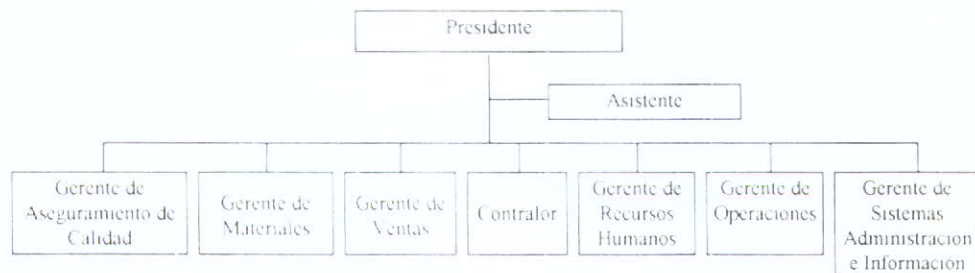 Presidente
Asistente
Gerente de
Aseguramiento de
Calidad
Gerente de
Materiales
Gerente de
Ventas
Contralor
Gerente de
Recursos
Humanos
Gerente de
Operaciones
Gerente de
Sistemas
Administracion
e Informacion